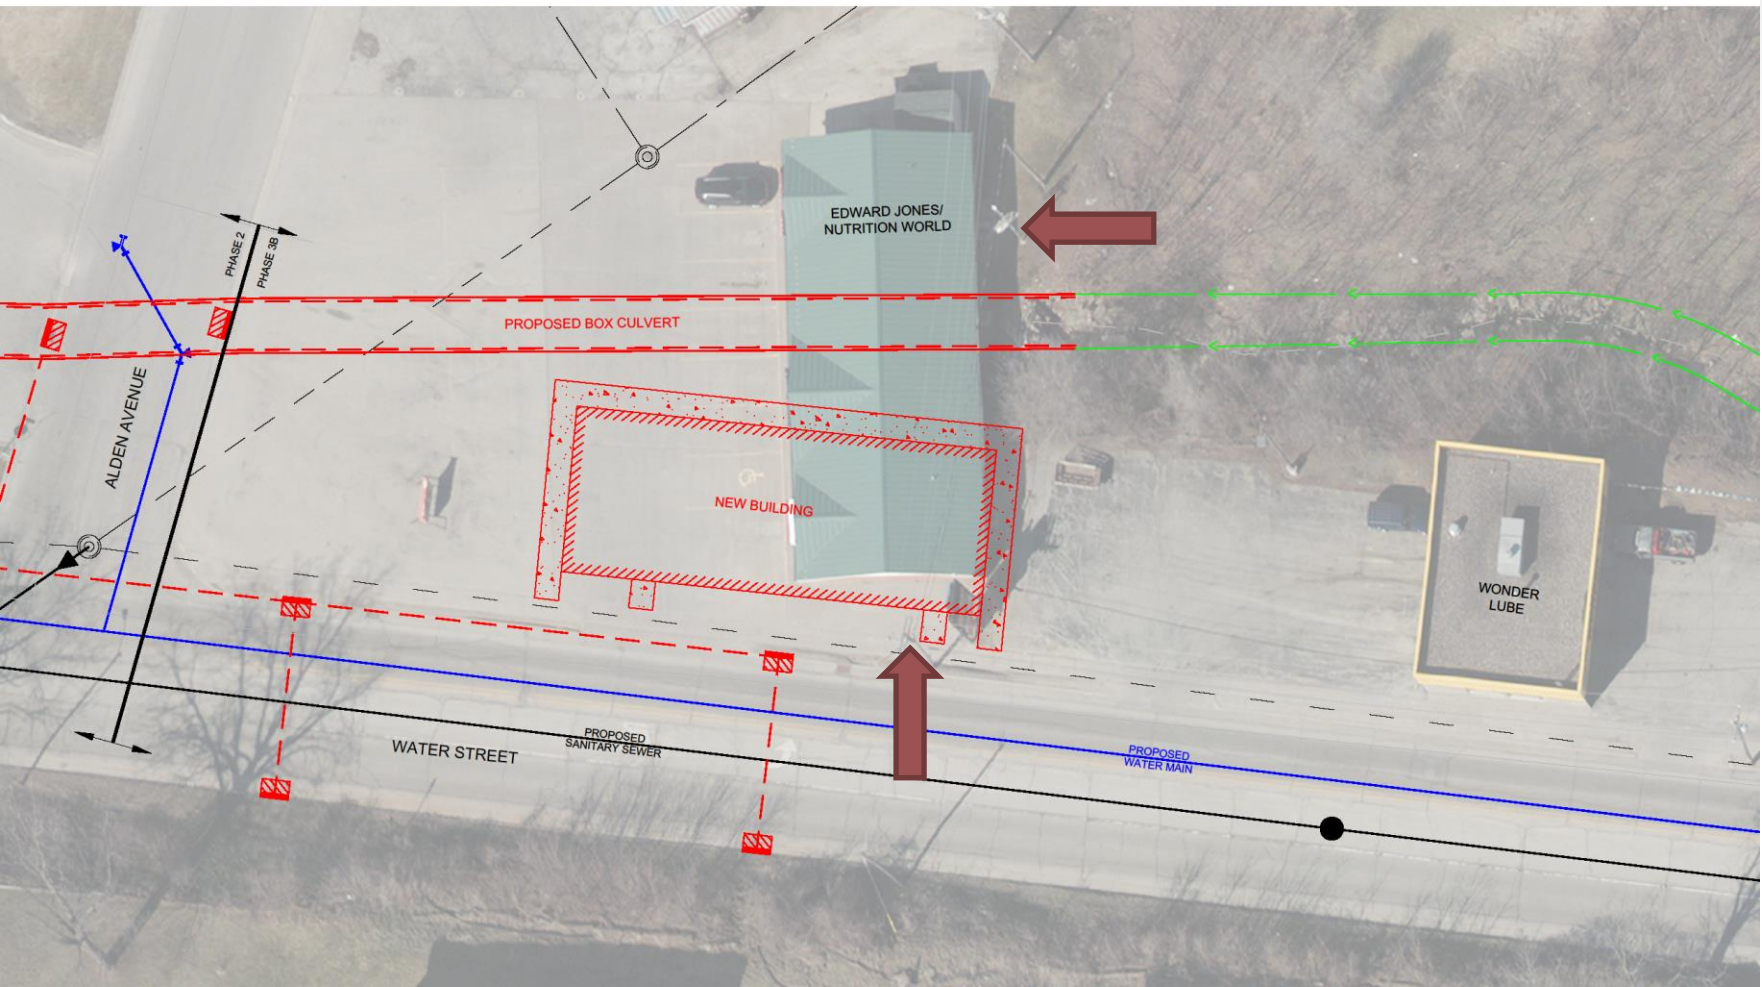 EDWARD JONES/
NUTRITION WORLD
PHASE 2
PHASE 3B
PROPOSED BOX CULVERT
ALDEN AVENUE
NEW BUILDING
WONDER
LUBE
WATER STREET
PROPOSED
SANITARY SEWER
PROPOSED
WATER MAIN